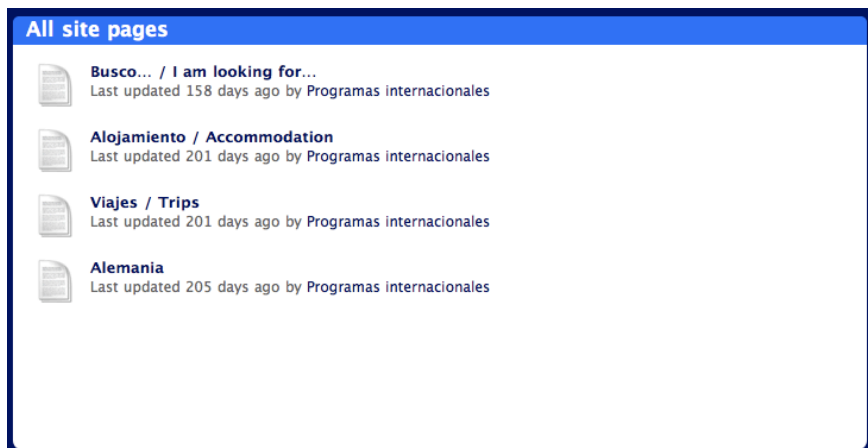 All site pages
Busco... / I am looking for...
Last updated 158 days ago by Programas internacionales
Alojamiento / Accommodation
Last updated 201 days ago by Programas internacionales
Viajes / Trips
Last updated 201 days ago by Programas internacionales
Alemania
Last updated 205 days ago by Programas internacionales